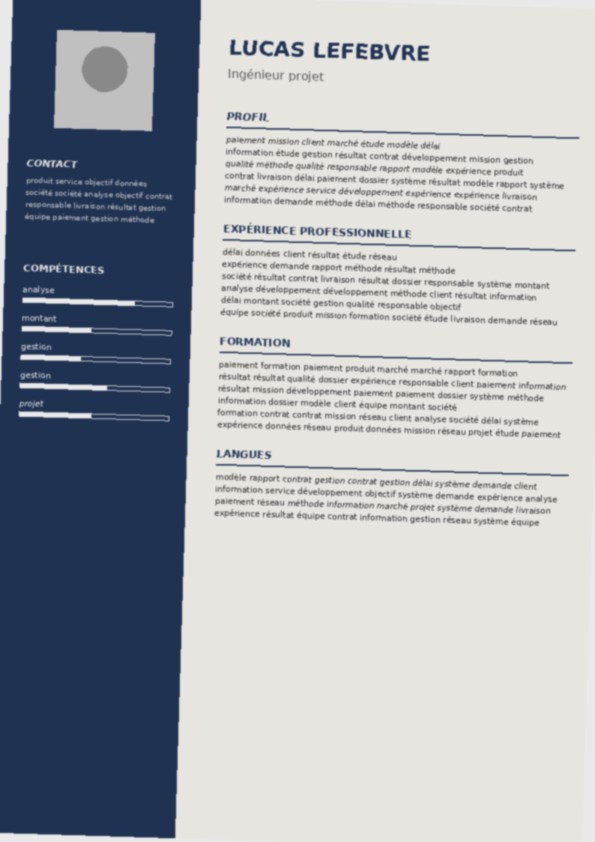 LUCAS LEFEBVRE
Ingénieur projet
CONTACT
produit service objectif données
société société analyse objectif contrat
responsable livraison résultat gestion
équipe paiement gestion méthode
COMPÉTENCES
analyse
montant
gestion
gestion
projet
PROFIL
paiement mission client marché étude modèle délai
information étude gestion résultat contrat développement mission gestion
qualité méthode qualité responsable rapport modèle expérience produit
contrat livraison délai paiement dossier système résultat modèle rapport système
marché expérience service développement expérience expérience livraison
information demande méthode délai méthode responsable société contrat
EXPÉRIENCE PROFESSIONNELLE
délai données client résultat étude réseau
expérience demande rapport méthode résultat méthode
société résultat contrat livraison résultat dossier responsable système montant
analyse développement développement méthode client résultat information
délai montant société gestion qualité responsable objectif
équipe société produit mission formation société étude livraison demande réseau
FORMATION
paiement formation paiement produit marché marché rapport formation
résultat résultat qualité dossier expérience responsable client paiement information
résultat mission développement paiement paiement dossier système méthode
information dossier modèle client équipe montant société
formation contrat contrat mission réseau client analyse société délai système
expérience données réseau produit données mission réseau projet étude paiement
LANGUES
modèle rapport contrat gestion contrat gestion délai système demande client
information service développement objectif système demande expérience analyse
paiement réseau méthode information marché projet système demande livraison
expérience résultat équipe contrat information gestion réseau système équipe